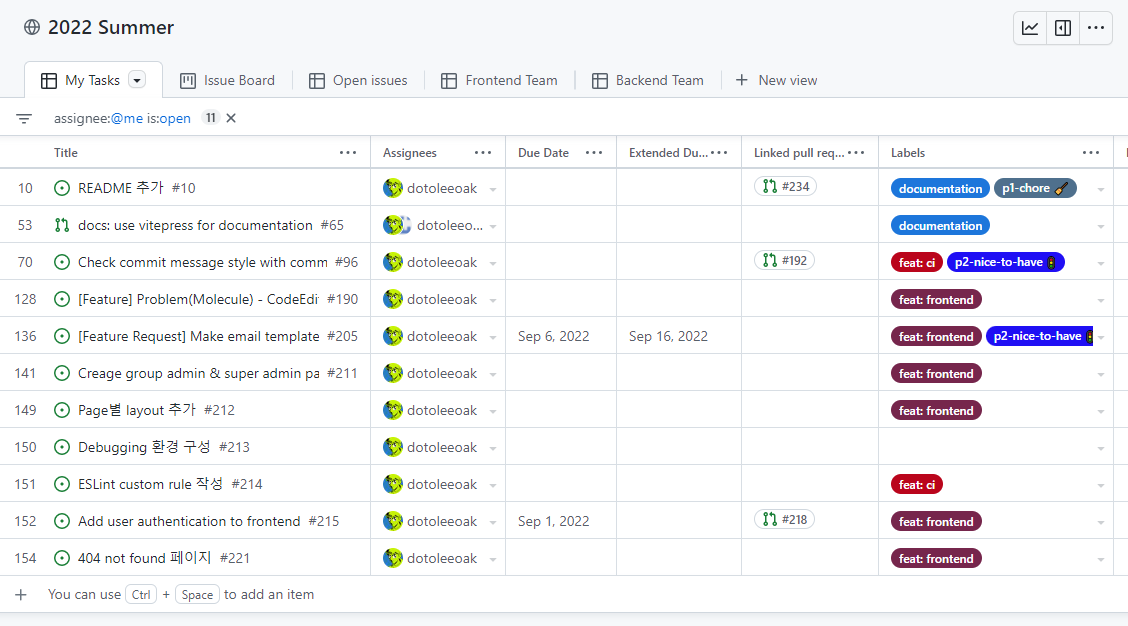 2022 Summer
My Tasks Issue Board Open issues Frontend Team Backend Team New view
assignee:@me is:open 11
Title Assignees Due Date Extended Du... Linked pull req... Labels
10 README 추가 #10 dotoleeoak #234 documentation p1-chore
53 docs: use vitepress for documentation #65 dotoleeo... documentation
70 Check commit message style with comm #96 dotoleeoak #192 feat: ci p2-nice-to-have
128 [Feature] Problem(Molecule) - CodeEdi #190 dotoleeoak feat: frontend
136 [Feature Request] Make email template #205 dotoleeoak Sep 6, 2022 Sep 16, 2022 feat: frontend p2-nice-to-have
141 Creage group admin & super admin pa #211 dotoleeoak feat: frontend
149 Page별 layout 추가 #212 dotoleeoak feat: frontend
150 Debugging 환경 구성 #213 dotoleeoak
151 ESLint custom rule 작성 #214 dotoleeoak feat: ci
152 Add user authentication to frontend #215 dotoleeoak Sep 1, 2022 #218 feat: frontend
154 404 not found 페이지 #221 dotoleeoak feat: frontend
You can use Ctrl + Space to add an item